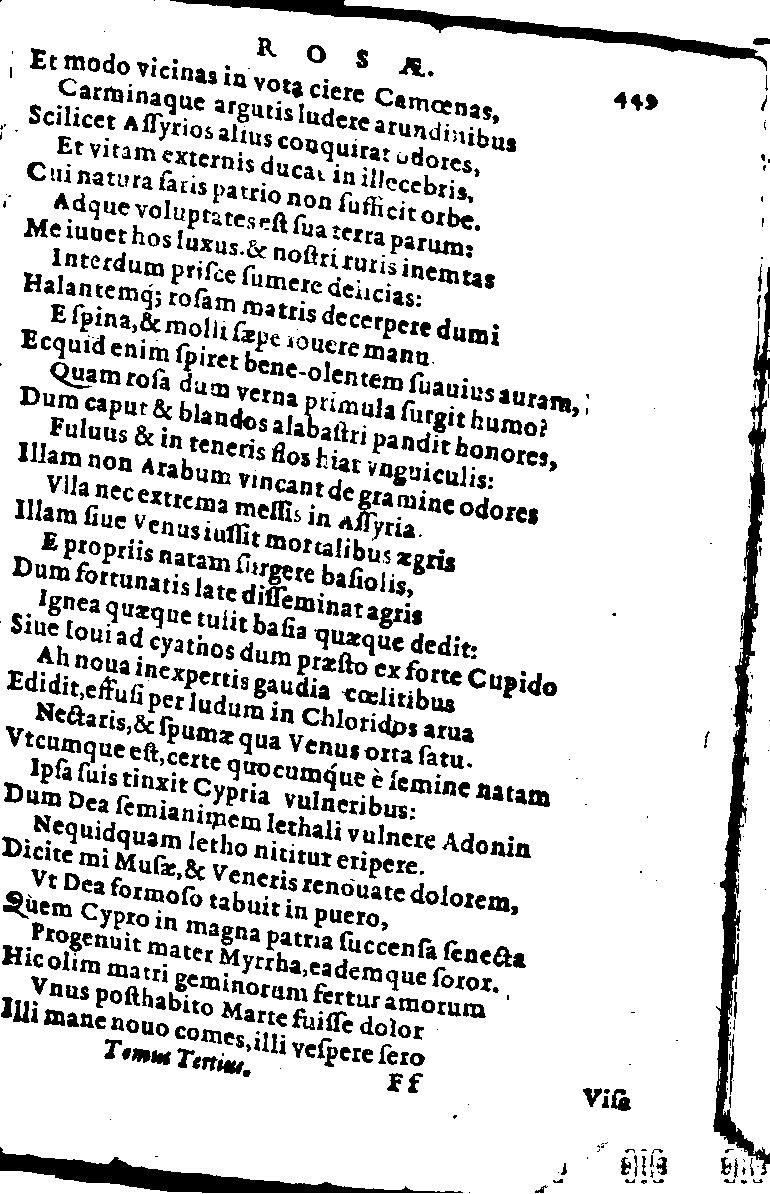 ROSÆ.
449
Et modo vicinas in vota ciere Camœnas,
Carminaque argutis ludere arundinibus
Scilicet Aſſyrios alius conquirat odores,
Et vitam externis ducat in illecebris,
Cui natura ſatis patrio non ſufficit orbe.
Adque voluptates eſt ſua terra parum:
Me iuuet hos luxus.& noſtri ruris inemtas
Interdum priſce ſumere delicias:
Halantemq́; roſam matris decerpere dumi
E ſpina,& molli ſæpe fouere manu.
Ecquid enim ſpiret bene-olentem ſuauius auram,
Quam roſa dum verna primula ſurgit humo?
Dum caput & blandos alabaſtri pandit honores,
Fuluus & in teneris flos hiat vnguiculis:
Illam non Arabum vincant de gramine odores
Vlla nec extrema meſſis in Aſſyria.
Illam ſiue Venus iuſſit mortalibus ægris
E propriis natam ſurgere baſiolis,
Dum fortunatis late diſſeminat agris
Ignea quæque tulit baſia quæque dedit:
Siue Ioui ad cyathos dum præſto ex forte Cupido
Ah noua inexpertis gaudia cœlitibus
Edidit,effuſi per ludum in Chloridos arua
Nectaris,& ſpumæ qua Venus orta ſatu.
Vtcumque eſt,certe quocumq́ue è ſemine natam
Ipſa ſuis tinxit Cypria vulneribus:
Dum Dea ſemianimem lethali vulnere Adonin
Nequidquam letho nititur eripere.
Dicite mi Muſæ,& Veneris renouate dolorem,
Vt Dea formoſo tabuit in puero,
Quem Cypro in magna patria ſuccenſa ſenecta
Progenuit mater Myrrha,eademque ſoror.
Hic olim matri geminorum fertur amorum
Vnus poſthabito Marte fuiſſe dolor
Illi mane nouo comes,illi veſpere ſero
Tomus Tertius.
Ff
Viſa